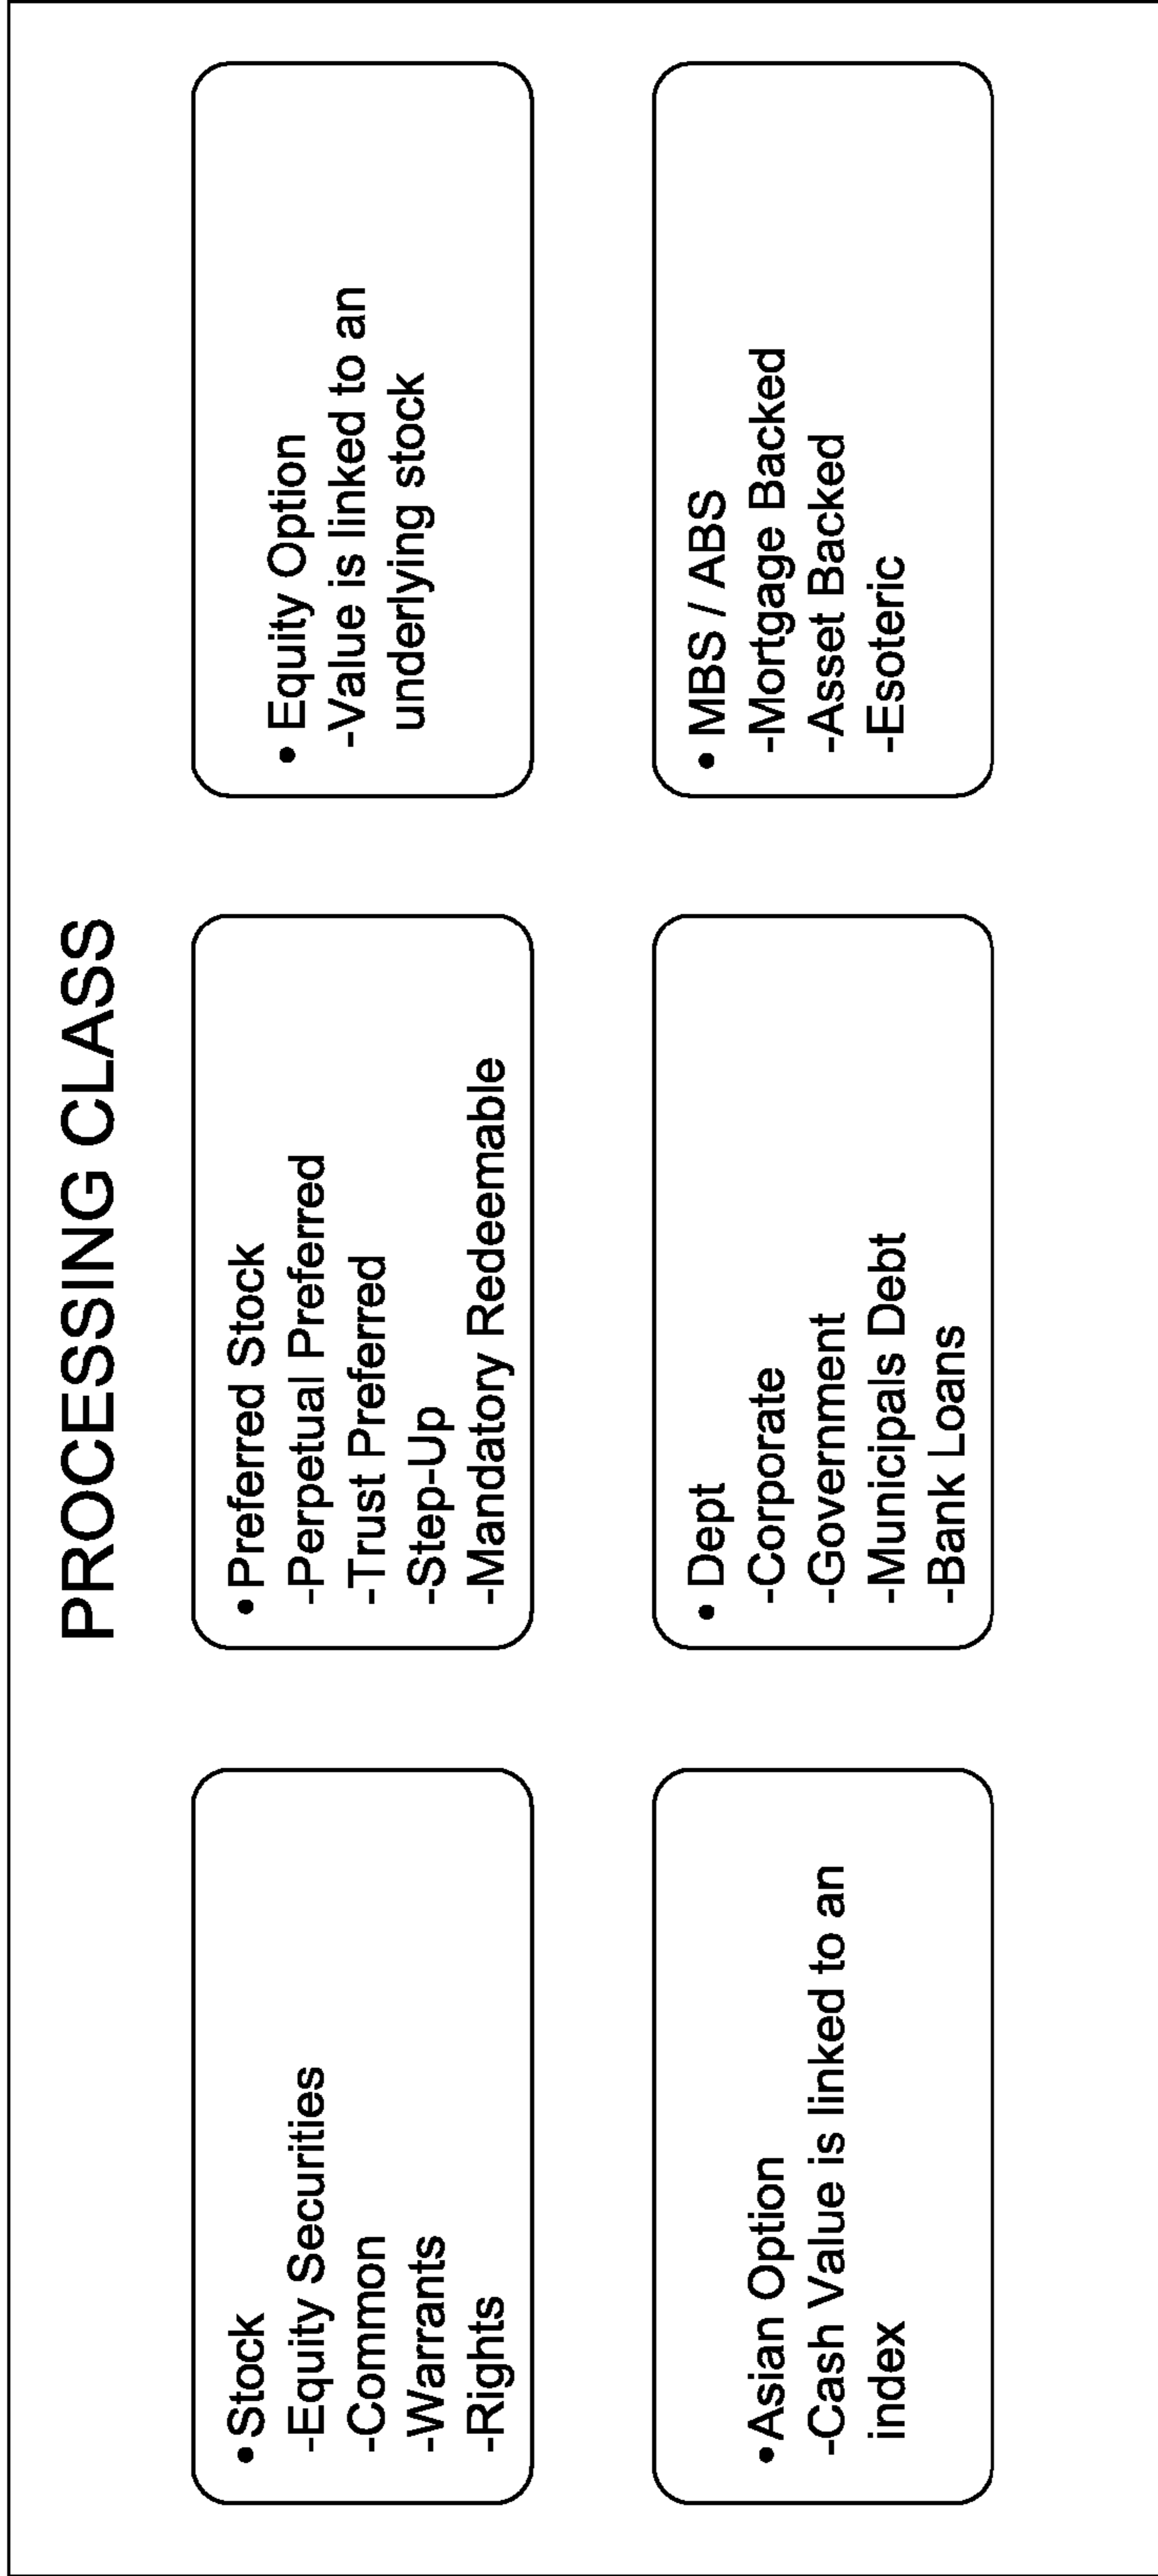 PROCESSING CLASS
• Stock
-Equity Securities
-Common
-Warrants
-Rights
• Preferred Stock
-Perpetual Preferred
-Trust Preferred
-Step-Up
-Mandatory Redeemable
• Equity Option
-Value is linked to an
underlying stock
• Asian Option
-Cash Value is linked to an
index
• Dept
-Corporate
-Government
-Municipals Debt
-Bank Loans
• MBS / ABS
-Mortgage Backed
-Asset Backed
-Esoteric